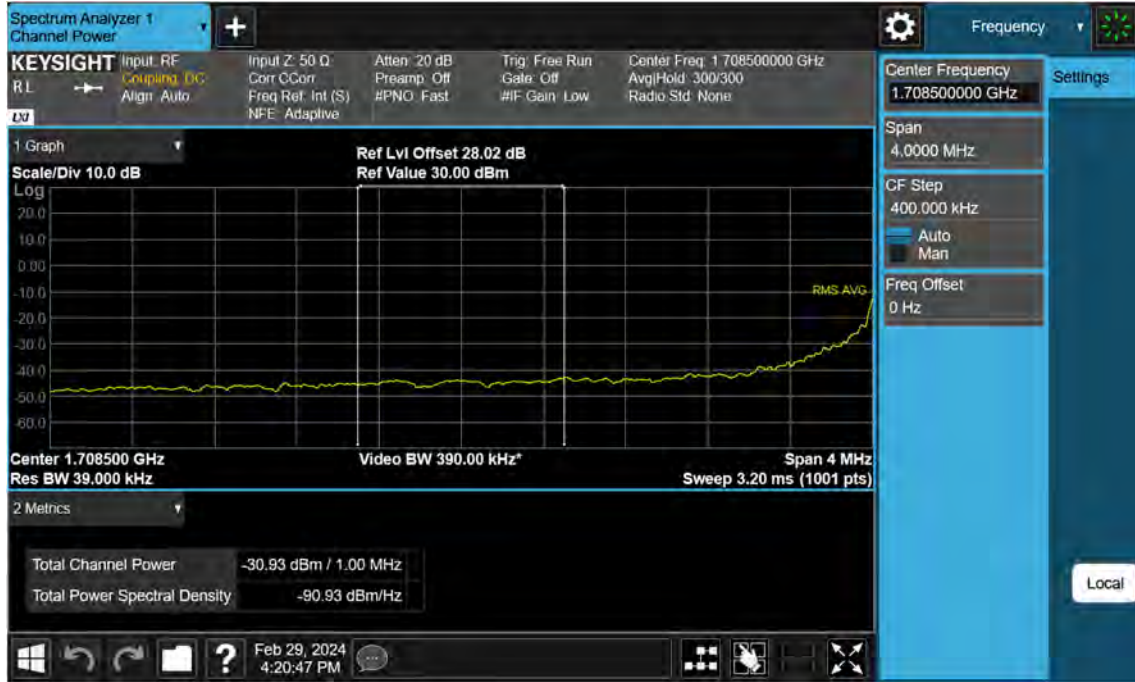 Spectrum Analyzer 1
Channel Power
Frequency
KEYSIGHT
RL
LXI
Input: RF
Coupling: DC
Align: Auto
Input Z: 50 Ω
Corr CCorr
Freq Ref: Int (S)
NFE: Adaptive
Atten: 20 dB
Preamp: Off
#PNO: Fast
Trig: Free Run
Gate: Off
#IF Gain: Low
Center Freq: 1.708500000 GHz
Avg|Hold: 300/300
Radio Std: None
Center Frequency
1.708500000 GHz
Settings
Span
4.0000 MHz
CF Step
400.000 kHz
Auto
Man
Freq Offset
0 Hz
1 Graph
Scale/Div 10.0 dB
Ref Lvl Offset 28.02 dB
Ref Value 30.00 dBm
Log
20.0
10.0
0.00
-10.0
-20.0
-30.0
-40.0
-50.0
-60.0
RMS AVG
Center 1.708500 GHz
Video BW 390.00 kHz*
Span 4 MHz
Res BW 39.000 kHz
Sweep 3.20 ms (1001 pts)
2 Metrics
Total Channel Power -30.93 dBm / 1.00 MHz
Total Power Spectral Density -90.93 dBm/Hz
Local
?
Feb 29, 2024
4:20:47 PM